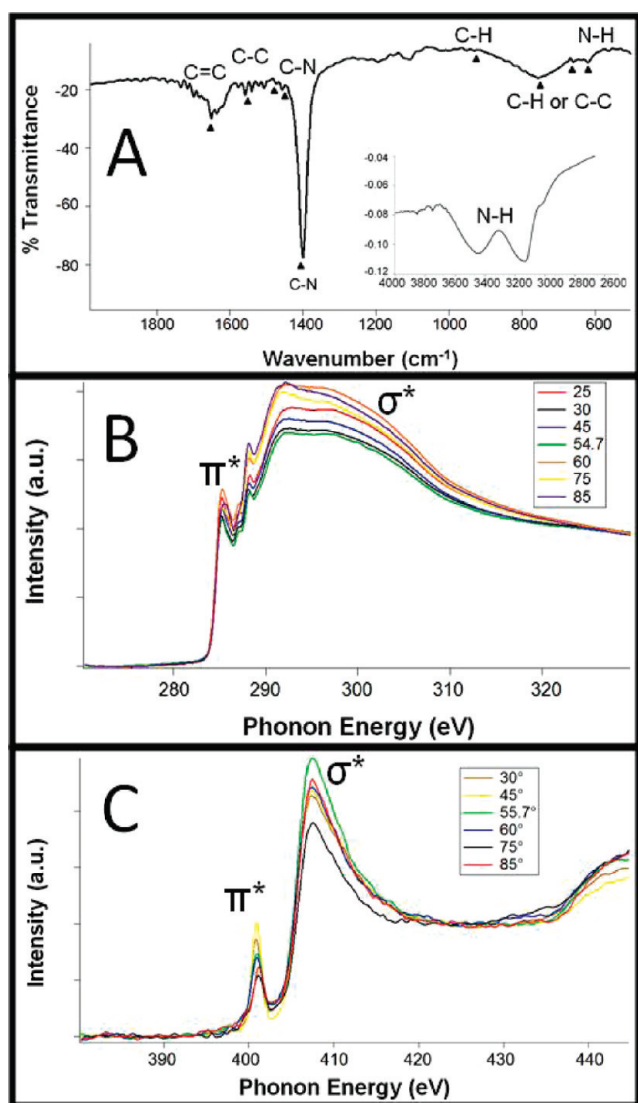 A
% Transmittance
-20
-40
-60
-80
C=C
C-C
C-N
C-N
C-H
N-H
C-H or C-C
N-H
-0.04
-0.06
-0.08
-0.10
-0.12
4000 3800 3600 3400 3200 3000 2800 2600
1800 1600 1400 1200 1000 800 600
Wavenumber (cm⁻¹)
B
Intensity (a.u.)
π*
σ*
25
30
45
54.7
60
75
85
280 290 300 310 320
Phonon Energy (eV)
C
Intensity (a.u.)
π*
σ*
30°
45°
55.7°
60°
75°
85°
390 400 410 420 430 440
Phonon Energy (eV)